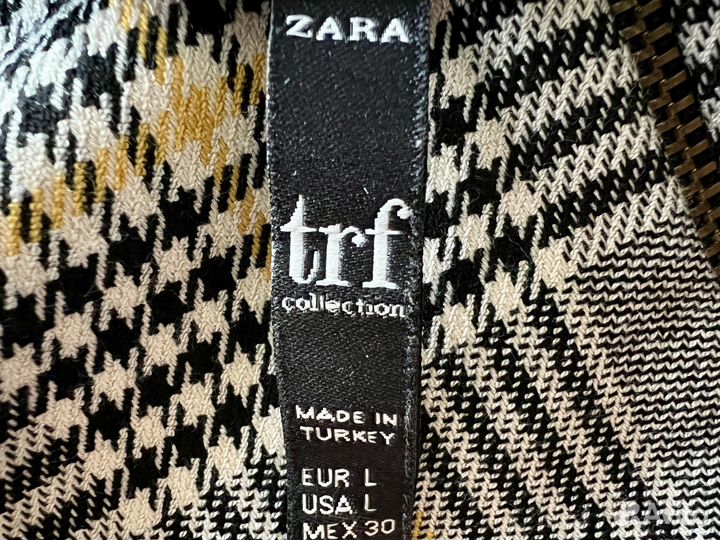 ZARA
trf
collection
MADE IN
TURKEY
EUR L
USA L
MEX 30